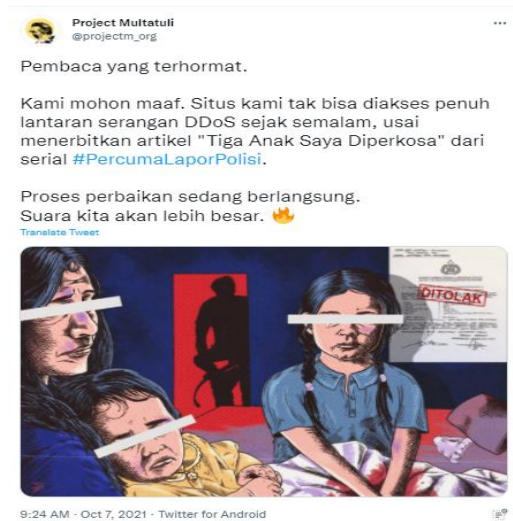 Project Multatuli
@projectm_org
Pembaca yang terhormat.
Kami mohon maaf. Situs kami tak bisa diakses penuh
lantaran serangan DDoS sejak semalam, usai
menerbitkan artikel "Tiga Anak Saya Diperkosa" dari
serial #PercumaLaporPolisi.
Proses perbaikan sedang berlangsung.
Suara kita akan lebih besar. 🔥
Translate Tweet
DITOLAK
9:24 AM · Oct 7, 2021 · Twitter for Android